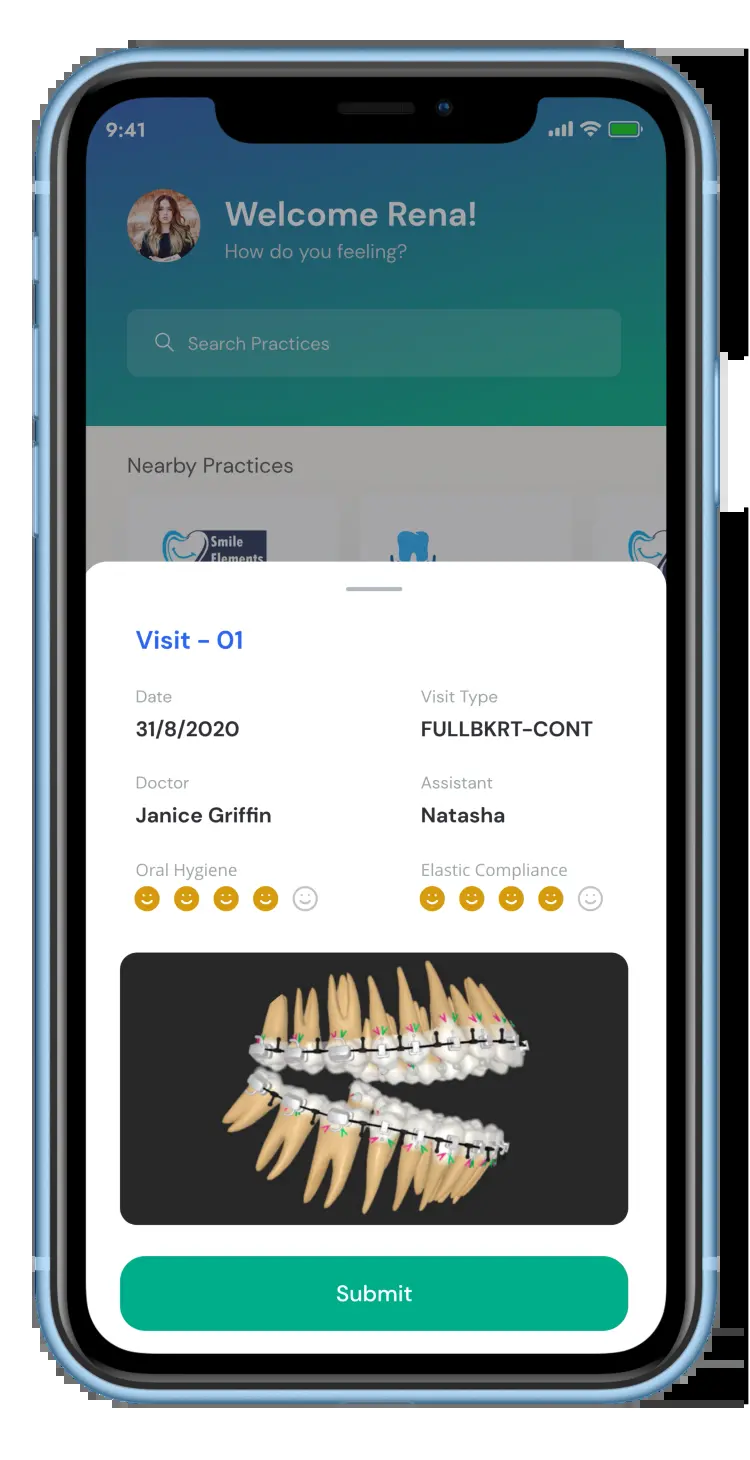 9:41
Welcome Rena!
How do you feeling?
Search Practices
Nearby Practices
Smile
Elements
Visit - 01
Date
Visit Type
31/8/2020
FULLBKRT-CONT
Doctor
Assistant
Janice Griffin
Natasha
Oral Hygiene
Elastic Compliance
Submit